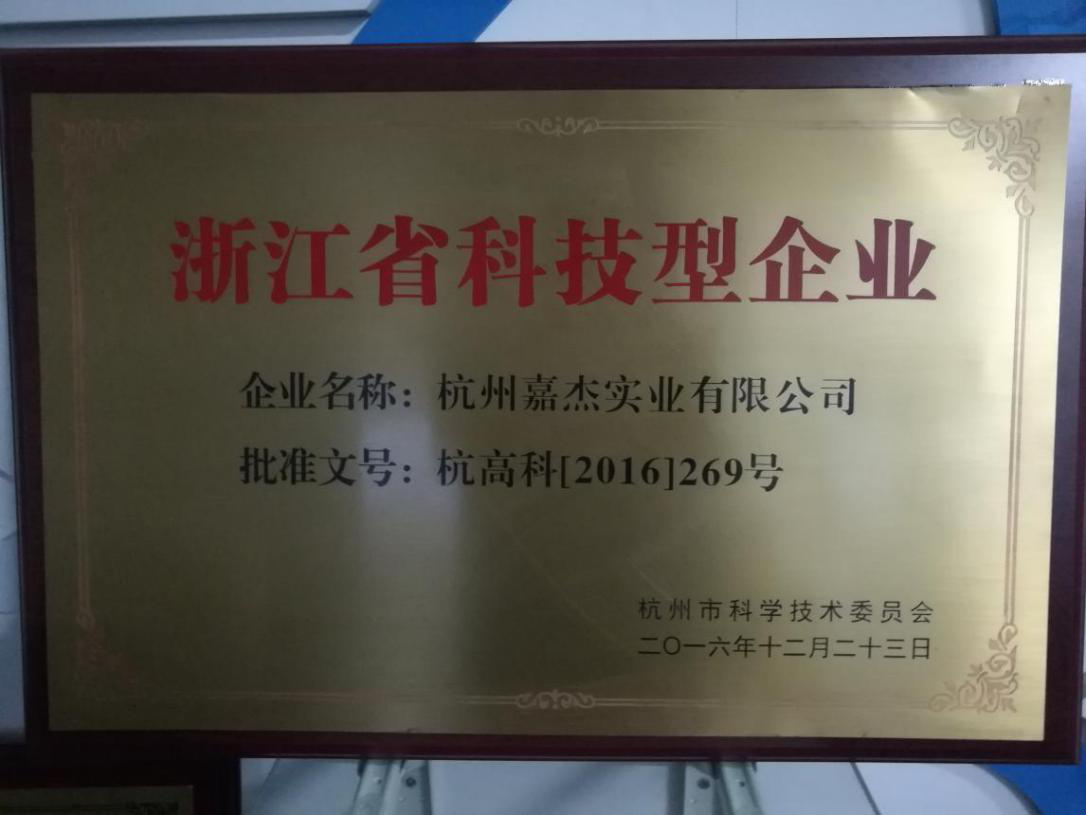 浙江省科技型企业
企业名称：杭州嘉杰实业有限公司
批准文号：杭高科[2016]269号
杭州市科学技术委员会
二〇一六年十二月二十三日